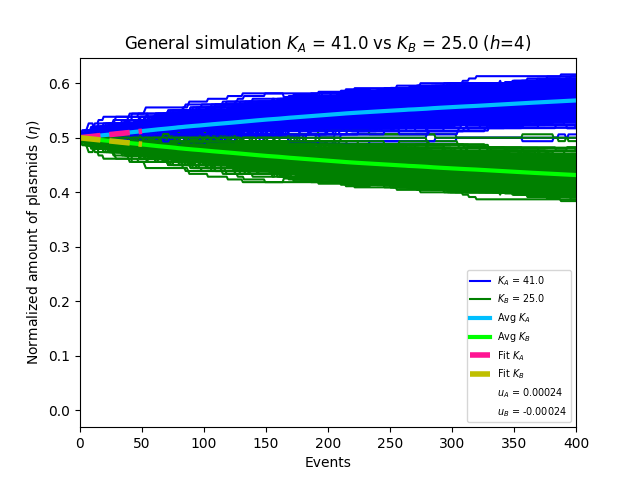 General simulation K_A = 41.0 vs K_B = 25.0 (h=4)
Normalized amount of plasmids (η)
0.6
0.5
0.4
0.3
0.2
0.1
0.0
K_A = 41.0
K_B = 25.0
Avg K_A
Avg K_B
Fit K_A
Fit K_B
u_A = 0.00024
u_B = -0.00024
0 50 100 150 200 250 300 350 400
Events